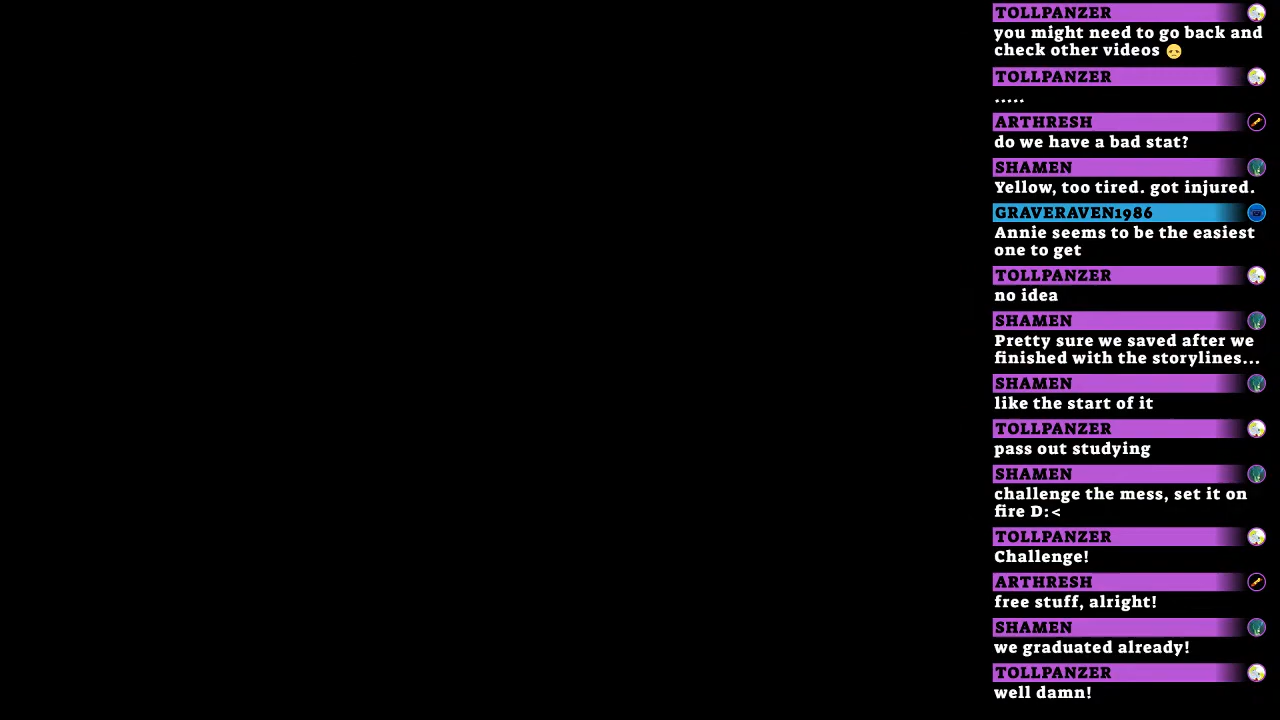 TOLLPANZER
you might need to go back and
check other videos 😞
TOLLPANZER
.....
ARTHRESH
do we have a bad stat?
SHAMEN
Yellow, too tired. got injured.
GRAVERAVEN1986
Annie seems to be the easiest
one to get
TOLLPANZER
no idea
SHAMEN
Pretty sure we saved after we
finished with the storylines...
SHAMEN
like the start of it
TOLLPANZER
pass out studying
SHAMEN
challenge the mess, set it on
fire D:<
TOLLPANZER
Challenge!
ARTHRESH
free stuff, alright!
SHAMEN
we graduated already!
TOLLPANZER
well damn!